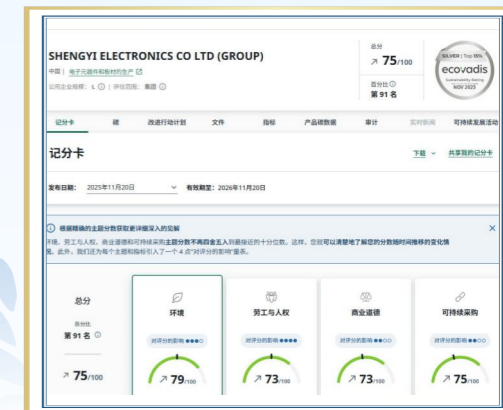 SHENGYI ELECTRONICS CO LTD (GROUP)
中国 | 电子元器件和板材的生产
公司企业规模: L | 评估范围: 集团
总分
75/100
百分比
第 91 名
SILVER | Top 15%
ecovadis
Sustainability Rating
NOV 2025
记分卡 碳 改进行动计划 文件 指标 产品碳数据 审计 实时新闻 可持续发展活动
记分卡
下载 共享我的记分卡
发布日期: 2025年11月20日 有效期至: 2026年11月20日
根据精确的主题分数获取更详细深入的见解
环境、劳工与人权、商业道德和可持续采购主题分数不再四舍五入到最接近的十分位数。这样，您就可以清楚地了解您的分数随时间推移的变化情
况。此外，我们还为每个主题和指标引入了一个 4 点"对评分的影响"量表。
总分
百分比
第 91 名
75/100
环境
对评分的影响
79/100
劳工与人权
对评分的影响
73/100
商业道德
对评分的影响
73/100
可持续采购
对评分的影响
75/100